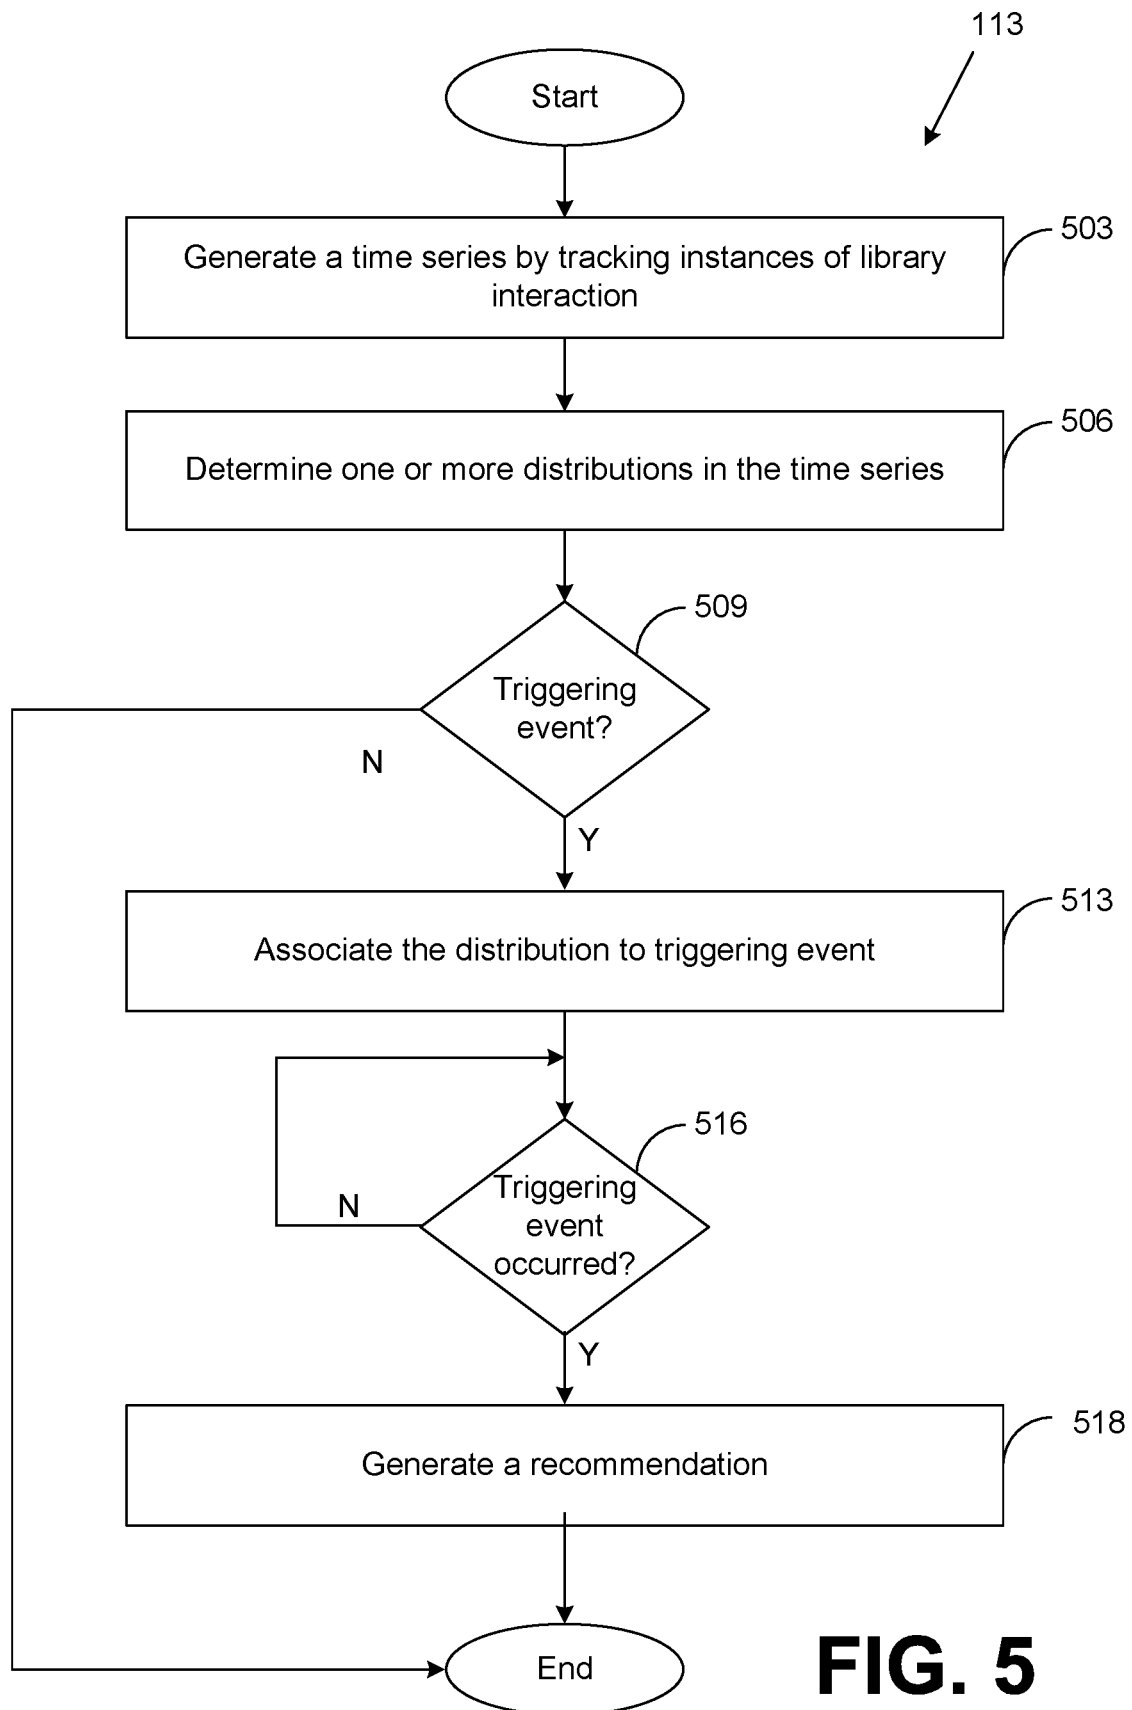 113
Start
503
Generate a time series by tracking instances of library
interaction
506
Determine one or more distributions in the time series
509
Triggering
event?
N
Y
513
Associate the distribution to triggering event
516
Triggering
event
occurred?
N
Y
518
Generate a recommendation
End
FIG. 5